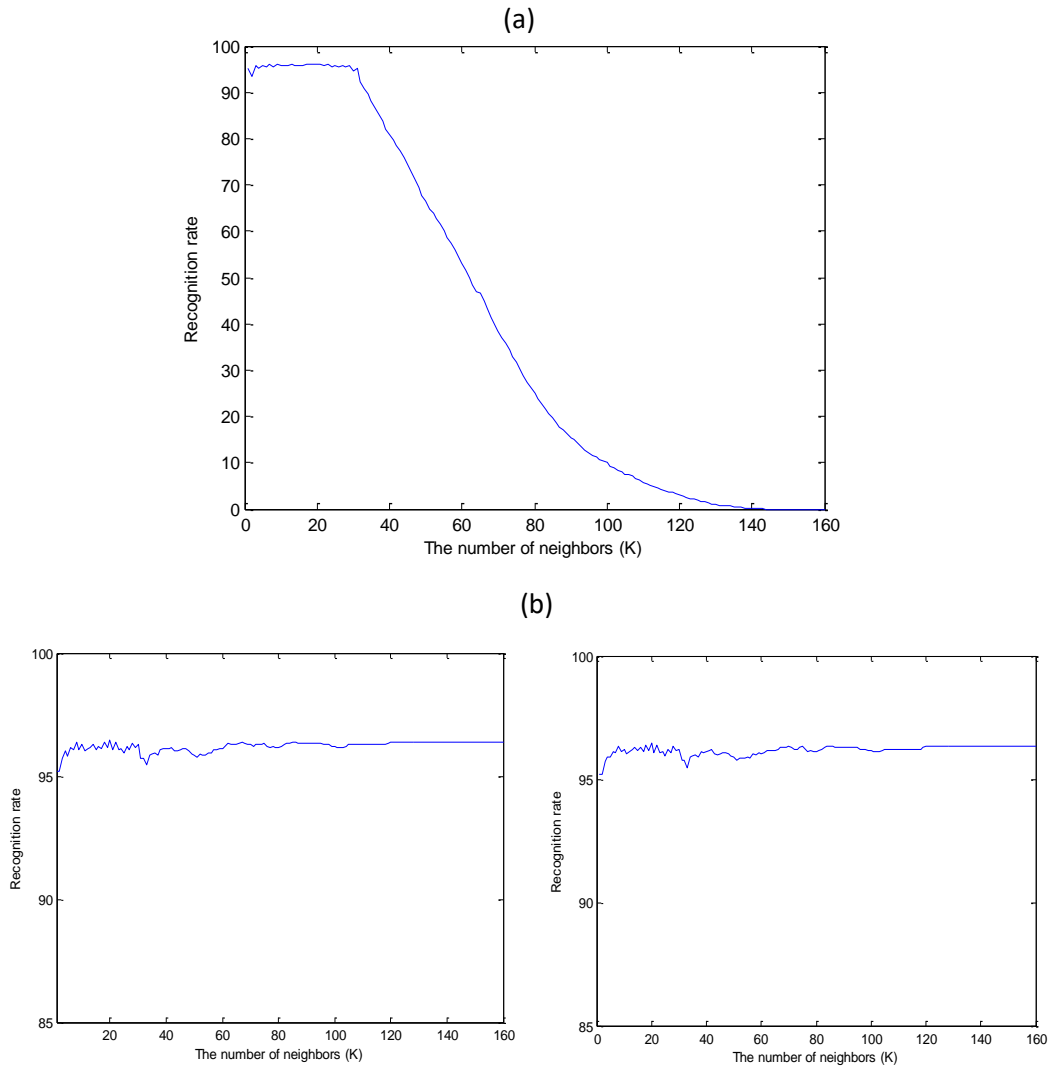 (a)
100
90
80
70
60
50
40
30
20
10
0
Recognition rate
0 20 40 60 80 100 120 140 160
The number of neighbors (K)
(b)
100
95
90
85
Recognition rate
20 40 60 80 100 120 140 160
The number of neighbors (K)
100
95
90
85
Recognition rate
0 20 40 60 80 100 120 140 160
The number of neighbors (K)